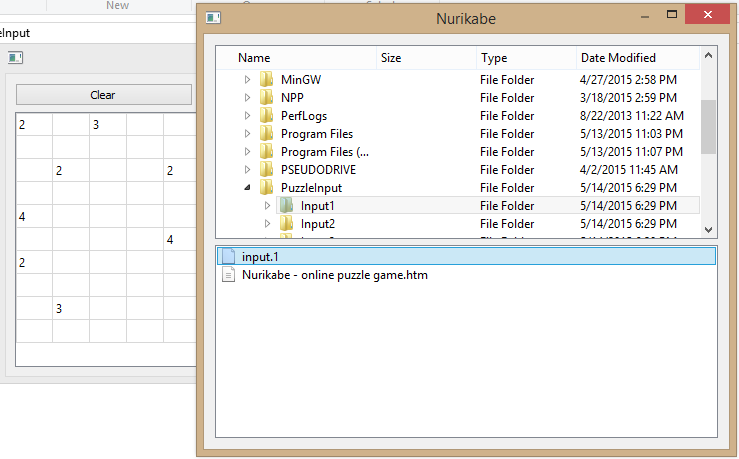 New
eInput
Clear
2 3
2 2
4
4
2
3
Nurikabe
Name Size Type Date Modified
MinGW File Folder 4/27/2015 2:58 PM
NPP File Folder 3/18/2015 2:59 PM
PerfLogs File Folder 8/22/2013 11:22 AM
Program Files File Folder 5/13/2015 11:03 PM
Program Files (... File Folder 5/13/2015 11:07 PM
PSEUDODRIVE File Folder 4/2/2015 11:45 AM
PuzzleInput File Folder 5/14/2015 6:29 PM
Input1 File Folder 5/14/2015 6:29 PM
Input2 File Folder 5/14/2015 6:29 PM
input.1
Nurikabe - online puzzle game.htm